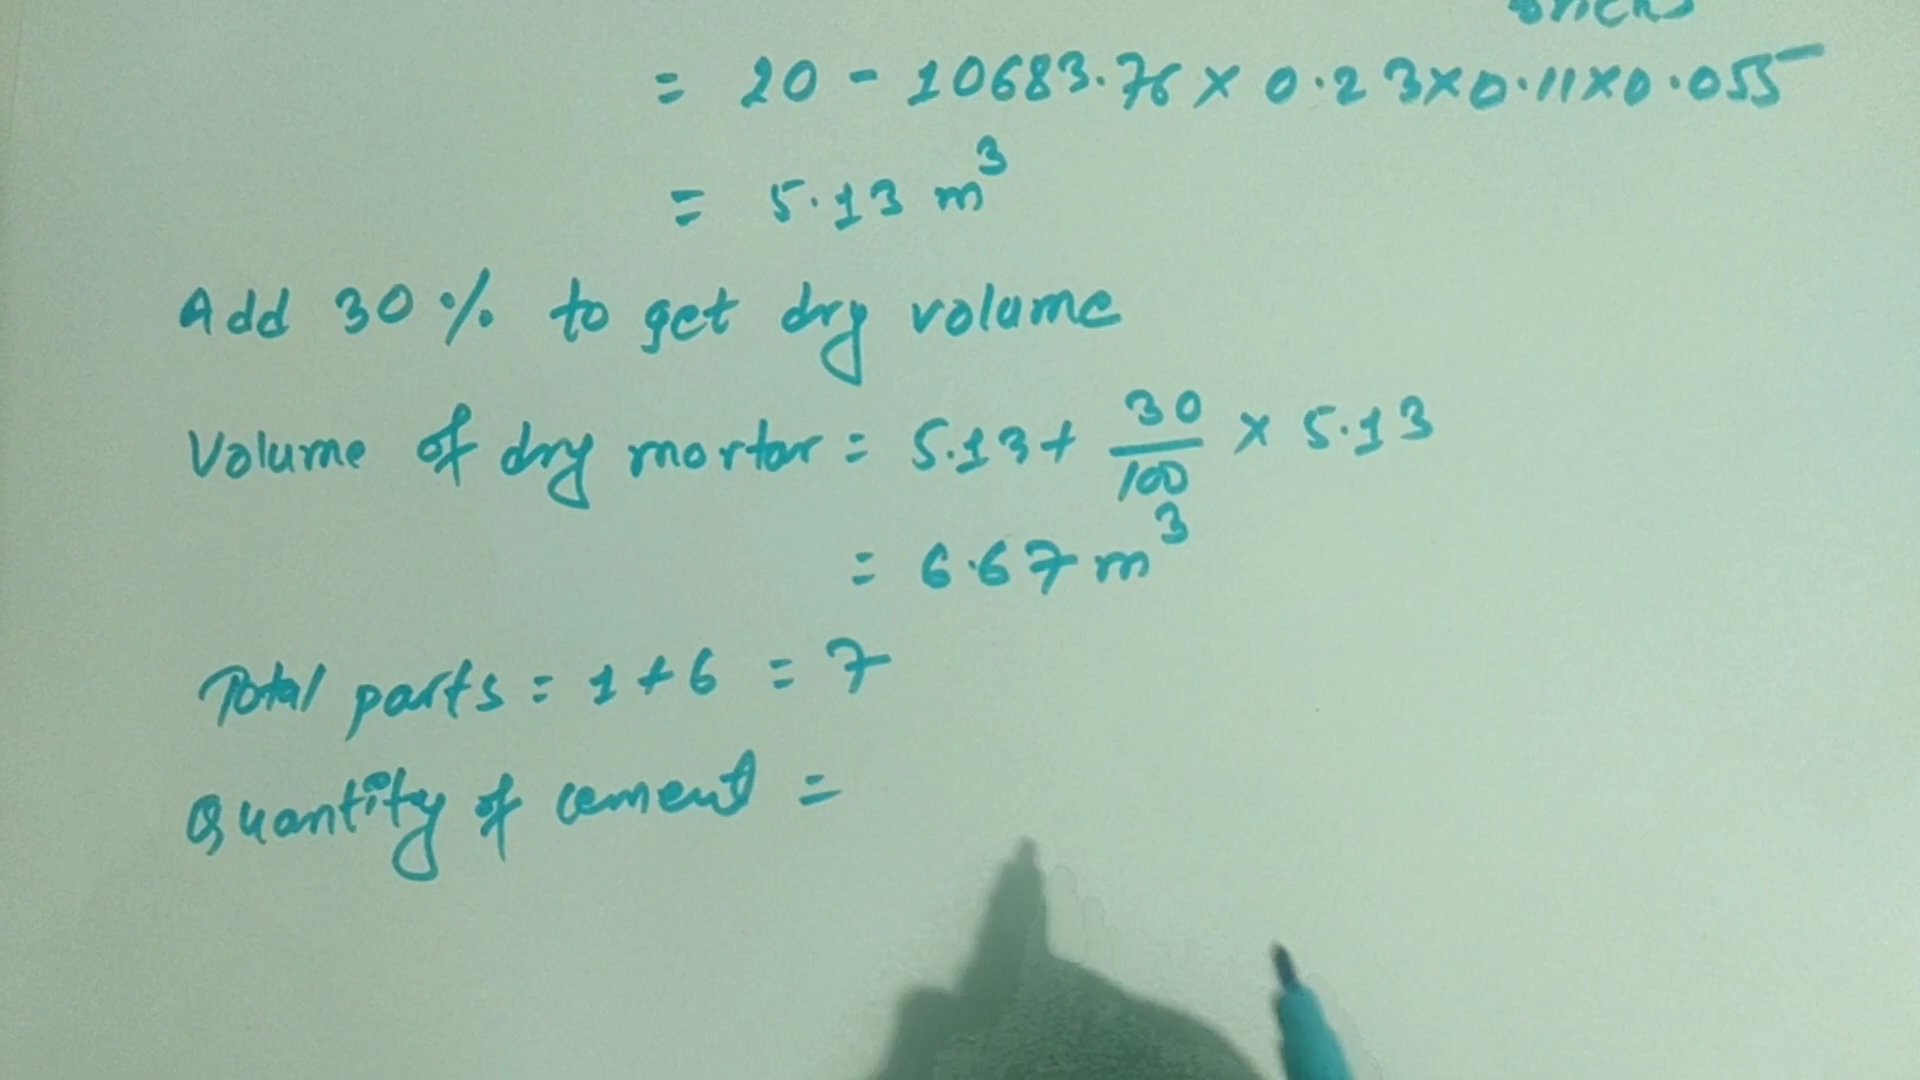 = 20 - 10683.76 × 0.23×0.11×0.055
= 5.13 m³
Add 30% to get dry volume
Volume of dry mortar = 5.13 + 30/100 × 5.13
= 6.67 m³
Total parts = 1 + 6 = 7
Quantity of cement =